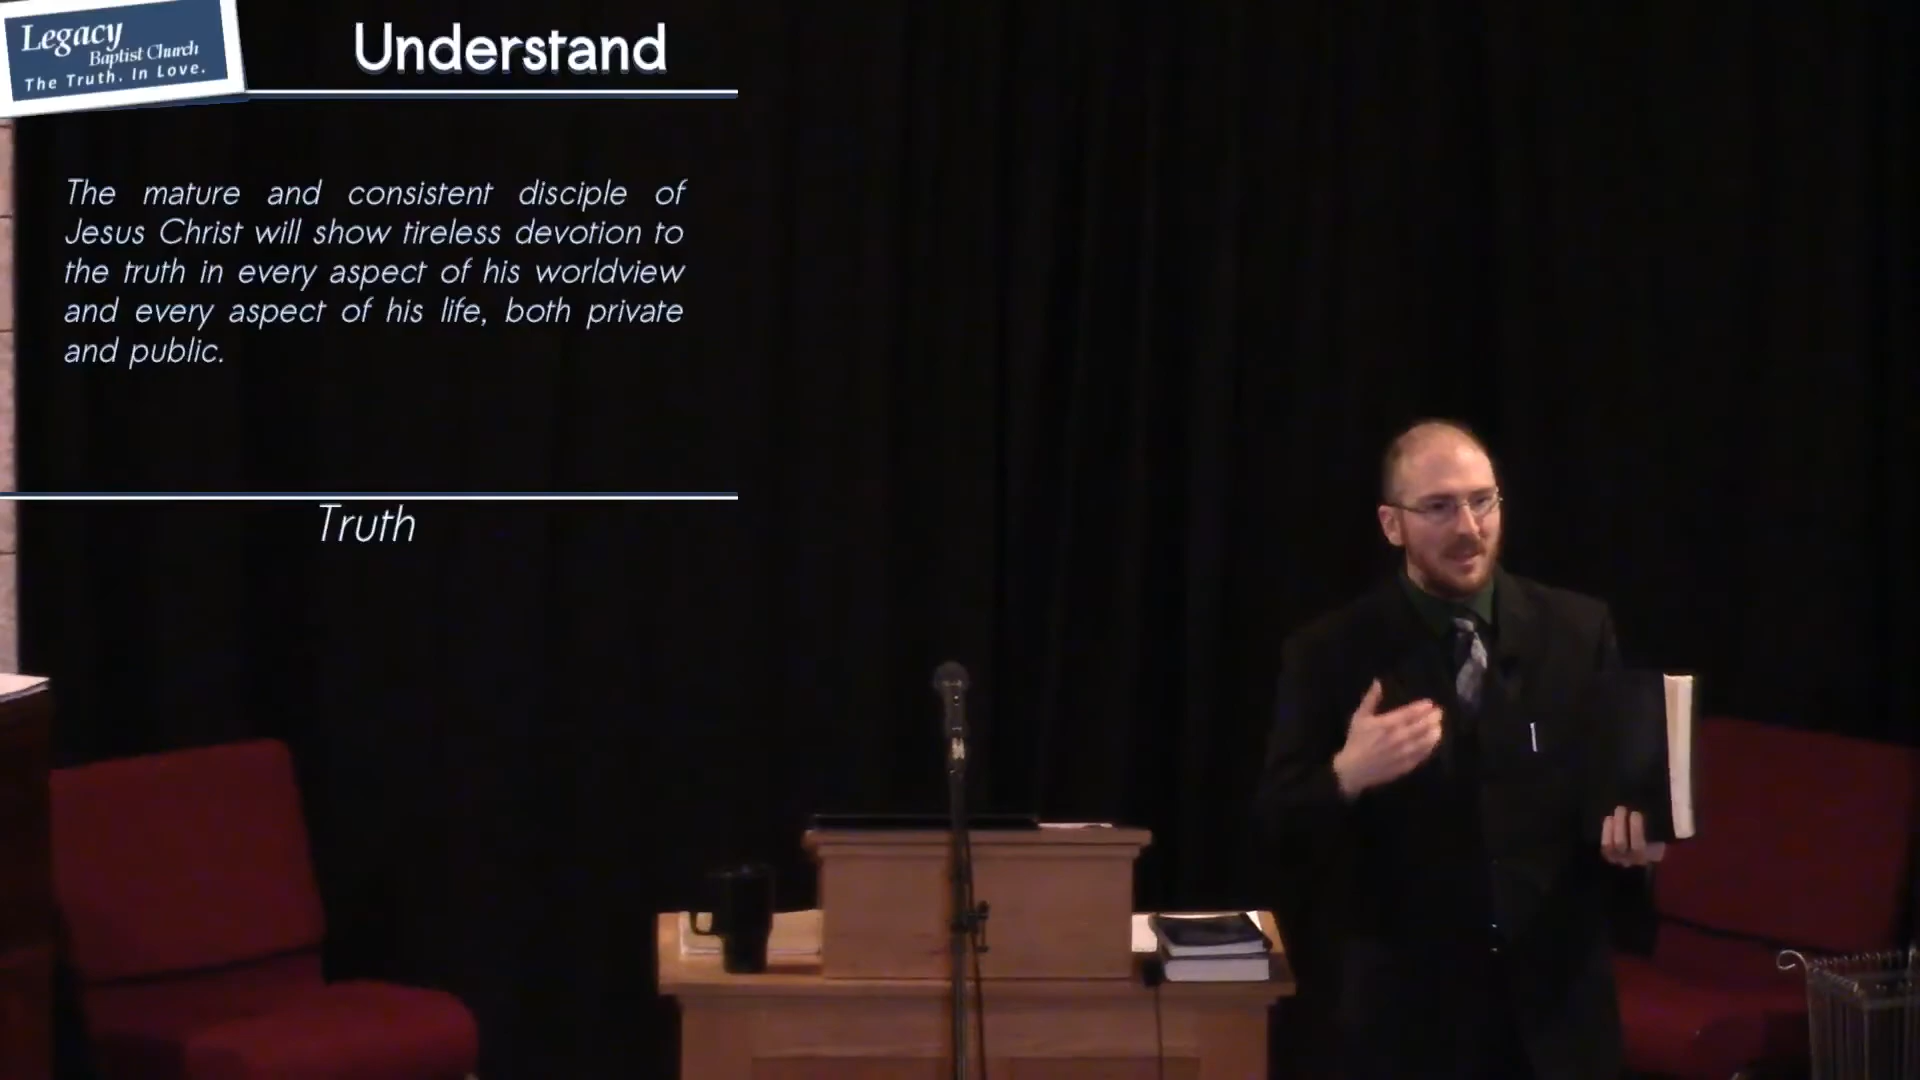 Legacy
Baptist Church
The Truth. In Love.
Understand
The mature and consistent disciple of
Jesus Christ will show tireless devotion to
the truth in every aspect of his worldview
and every aspect of his life, both private
and public.
Truth